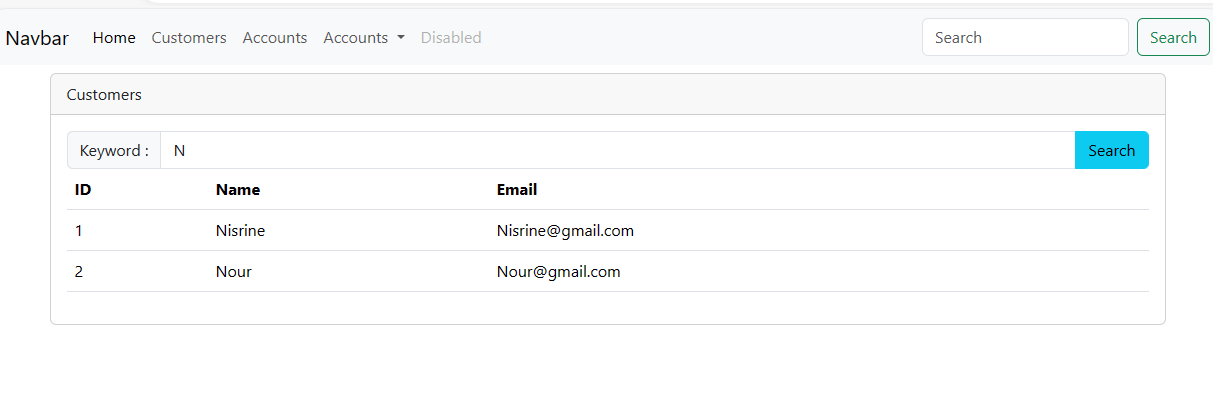 Navbar Home Customers Accounts Accounts Disabled Search Search
Customers
Keyword : N Search
ID Name Email
1 Nisrine Nisrine@gmail.com
2 Nour Nour@gmail.com